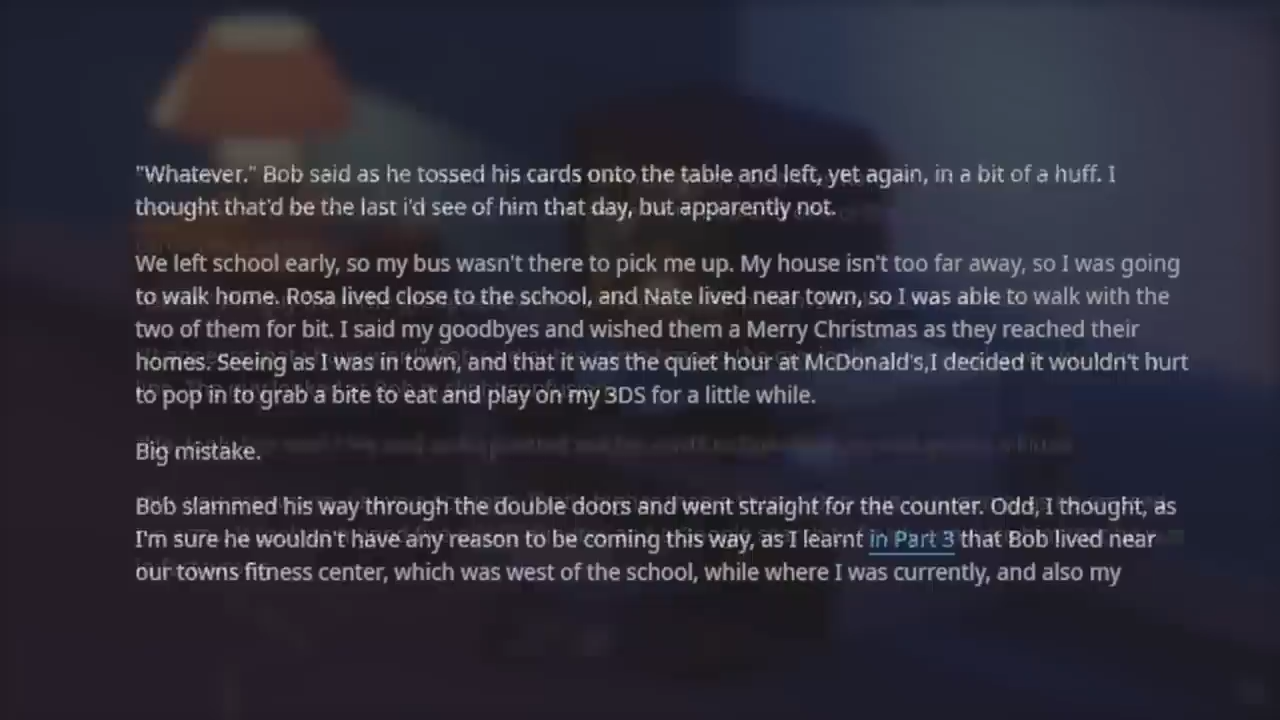 "Whatever." Bob said as he tossed his cards onto the table and left, yet again, in a bit of a huff. I
thought that'd be the last i'd see of him that day, but apparently not.
We left school early, so my bus wasn't there to pick me up. My house isn't too far away, so I was going
to walk home. Rosa lived close to the school, and Nate lived near town, so I was able to walk with the
two of them for bit. I said my goodbyes and wished them a Merry Christmas as they reached their
homes. Seeing as I was in town, and that it was the quiet hour at McDonald's,I decided it wouldn't hurt
to pop in to grab a bite to eat and play on my 3DS for a little while.
Big mistake.
Bob slammed his way through the double doors and went straight for the counter. Odd, I thought, as
I'm sure he wouldn't have any reason to be coming this way, as I learnt in Part 3 that Bob lived near
our towns fitness center, which was west of the school, while where I was currently, and also my